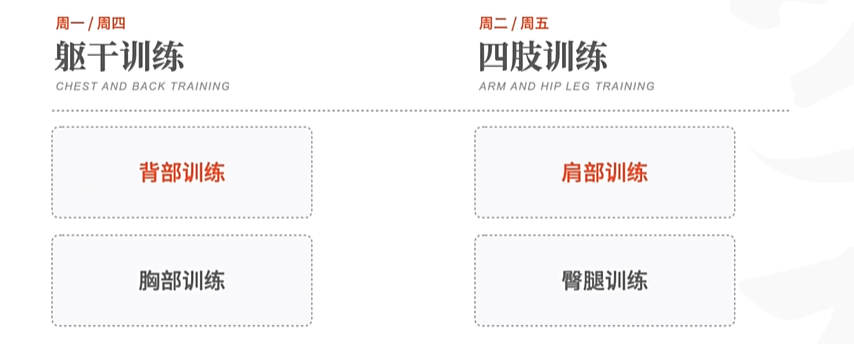 周一 / 周四
躯干训练
CHEST AND BACK TRAINING
背部训练
胸部训练
周二 / 周五
四肢训练
ARM AND HIP LEG TRAINING
肩部训练
臀腿训练